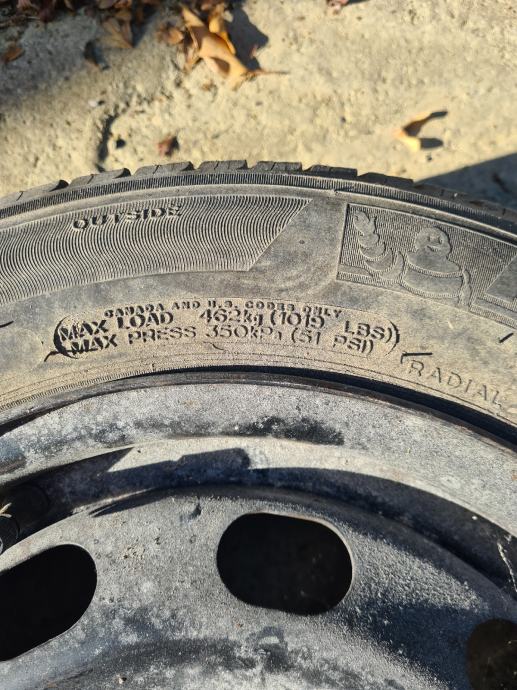 OUTSIDE
CANADA AND U.S. CODES ONLY
(MAX LOAD 462kg (1019 LBS))
(MAX PRESS 350kPa (51 PSI))
RADIAL